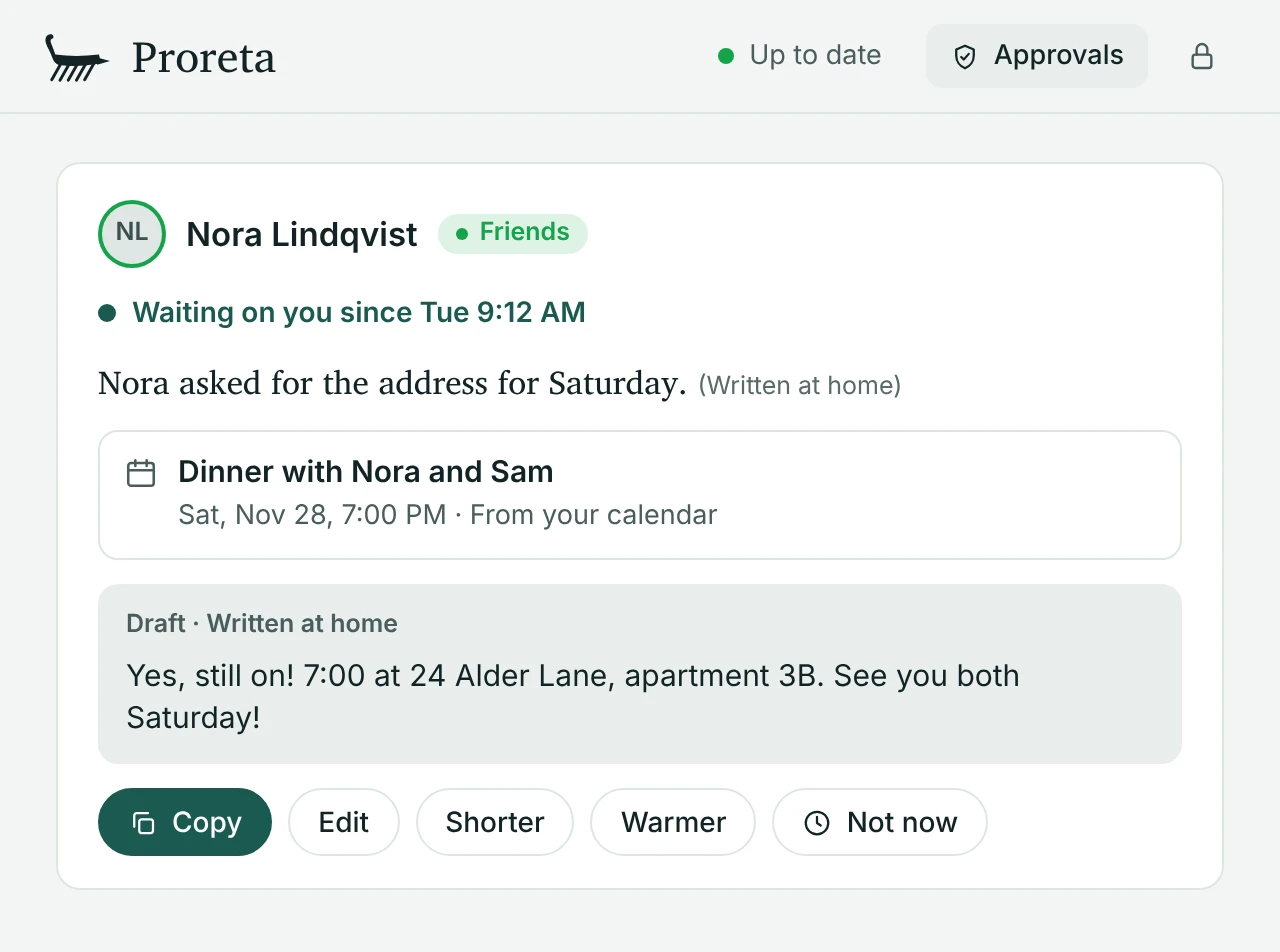 Proreta
Up to date
Approvals
NL
Nora Lindqvist
Friends
Waiting on you since Tue 9:12 AM
Nora asked for the address for Saturday. (Written at home)
Dinner with Nora and Sam
Sat, Nov 28, 7:00 PM · From your calendar
Draft · Written at home
Yes, still on! 7:00 at 24 Alder Lane, apartment 3B. See you both
Saturday!
Copy
Edit
Shorter
Warmer
Not now